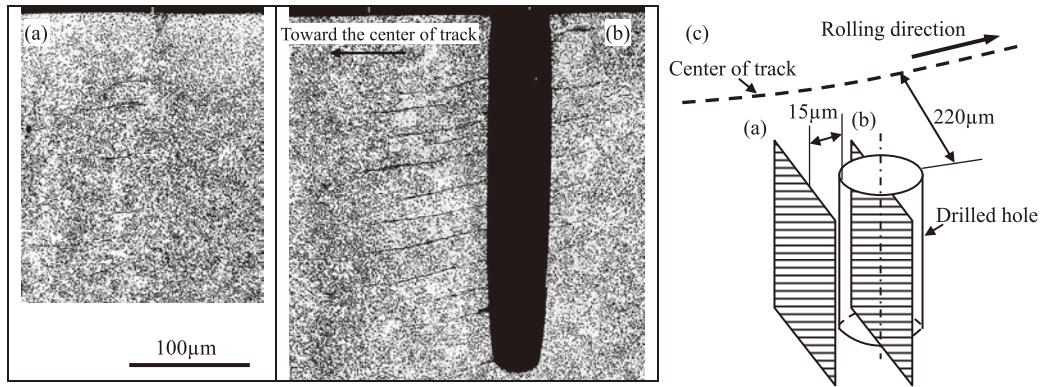 (a)
100µm
Toward the center of track
(b)
(c)
Rolling direction
Center of track
15µm
220µm
(a)
(b)
Drilled hole